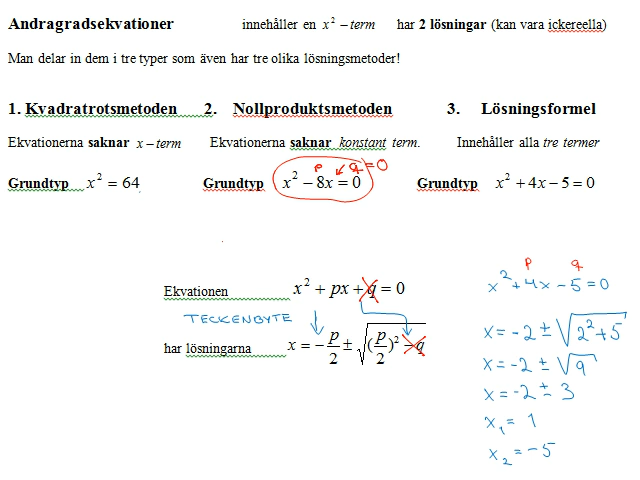 Andragradsekvationer innehåller en x² – term har 2 lösningar (kan vara ickereella)
Man delar in dem i tre typer som även har tre olika lösningsmetoder!
1. Kvadratrotsmetoden 2. Nollproduktsmetoden 3. Lösningsformel
Ekvationerna saknar x – term Ekvationerna saknar konstant term. Innehåller alla tre termer
p q = 0
Grundtyp x² = 64 Grundtyp x² – 8x = 0 Grundtyp x² + 4x – 5 = 0
p q
x² + 4x – 5 = 0
Ekvationen x² + px + q = 0
TECKENBYTE
har lösningarna x = –p/2 ± √((p/2)² – q)
x = –2 ± √(2² + 5)
x = –2 ± √9
x = –2 ± 3
x₁ = 1
x₂ = –5